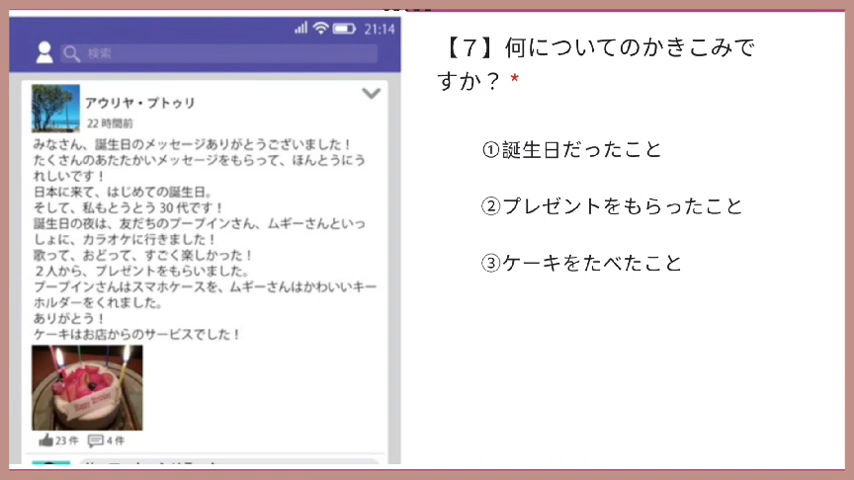 21:14
検索
アウリヤ・プトゥリ
22 時間前
みなさん、誕生日のメッセージありがとうございました！
たくさんのあたたかいメッセージをもらって、ほんとうにう
れしいです！
日本に来て、はじめての誕生日。
そして、私もとうとう 30 代です！
誕生日の夜は、友だちのプープインさん、ムギーさんといっ
しょに、カラオケに行きました！
歌って、おどって、すごく楽しかった！
２人から、プレゼントをもらいました。
プープインさんはスマホケースを、ムギーさんはかわいいキー
ホルダーをくれました。
ありがとう！
ケーキはお店からのサービスでした！
Happy Birthday
23 件 4 件
【７】何についてのかきこみで
すか？ *
①誕生日だったこと
②プレゼントをもらったこと
③ケーキをたべたこと